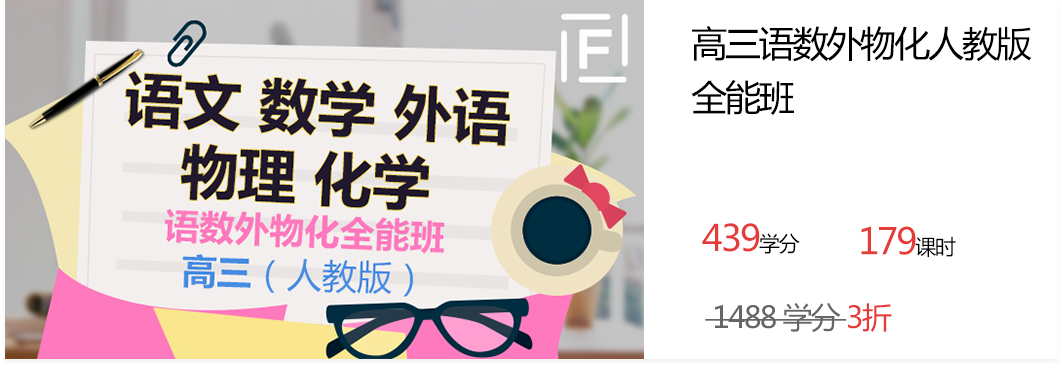 语文 数学 外语
物理 化学
语数外物化全能班
高三（人教版）
F
高三语数外物化人教版
全能班
439学分
179课时
1488 学分 3折